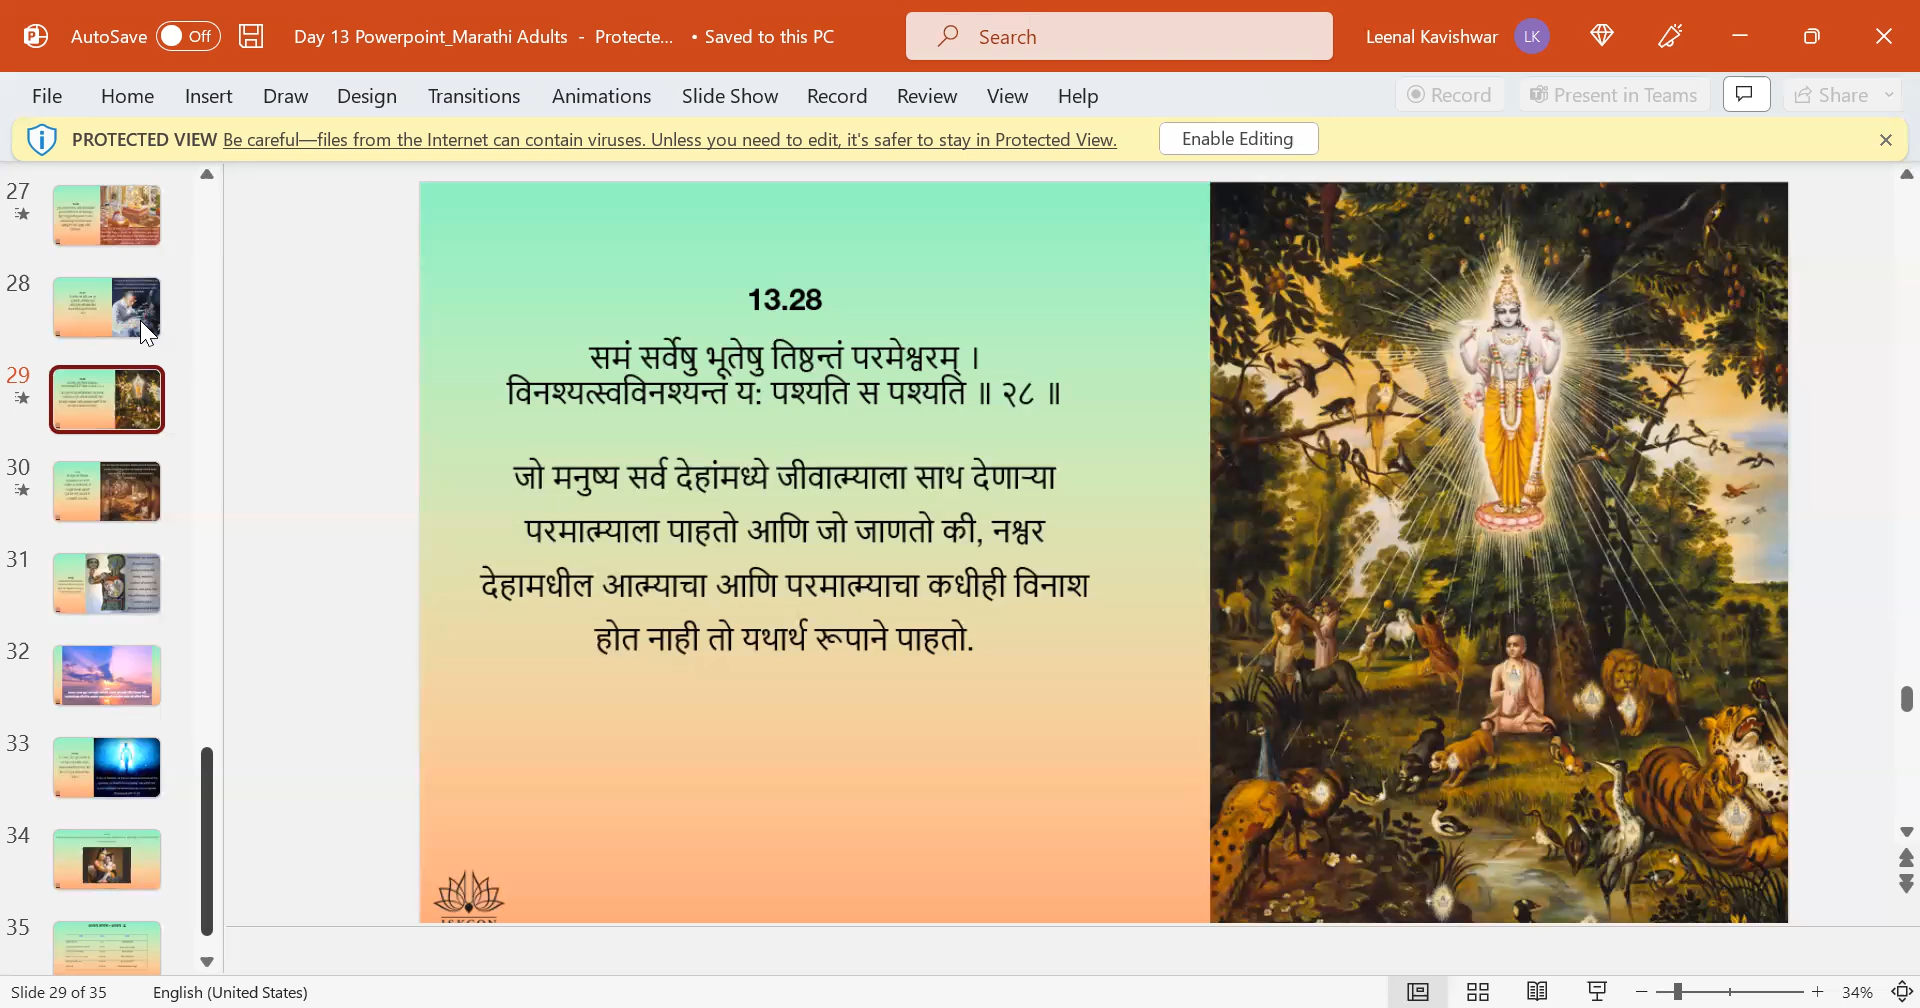 AutoSave Off Day 13 Powerpoint_Marathi Adults - Protecte... • Saved to this PC Search Leenal Kavishwar LK
File Home Insert Draw Design Transitions Animations Slide Show Record Review View Help Record Present in Teams Share
PROTECTED VIEW Be careful—files from the Internet can contain viruses. Unless you need to edit, it's safer to stay in Protected View. Enable Editing
27
28
29
30
31
32
33
34
35
13.28
समं सर्वेषु भूतेषु तिष्ठन्तं परमेश्वरम् ।
विनश्यत्स्वविनश्यन्तं य: पश्यति स पश्यति ॥ २८ ॥
जो मनुष्य सर्व देहांमध्ये जीवात्म्याला साथ देणाऱ्या
परमात्म्याला पाहतो आणि जो जाणतो की, नश्वर
देहामधील आत्म्याचा आणि परमात्म्याचा कधीही विनाश
होत नाही तो यथार्थ रूपाने पाहतो.
ISKCON
Slide 29 of 35 English (United States) 34%